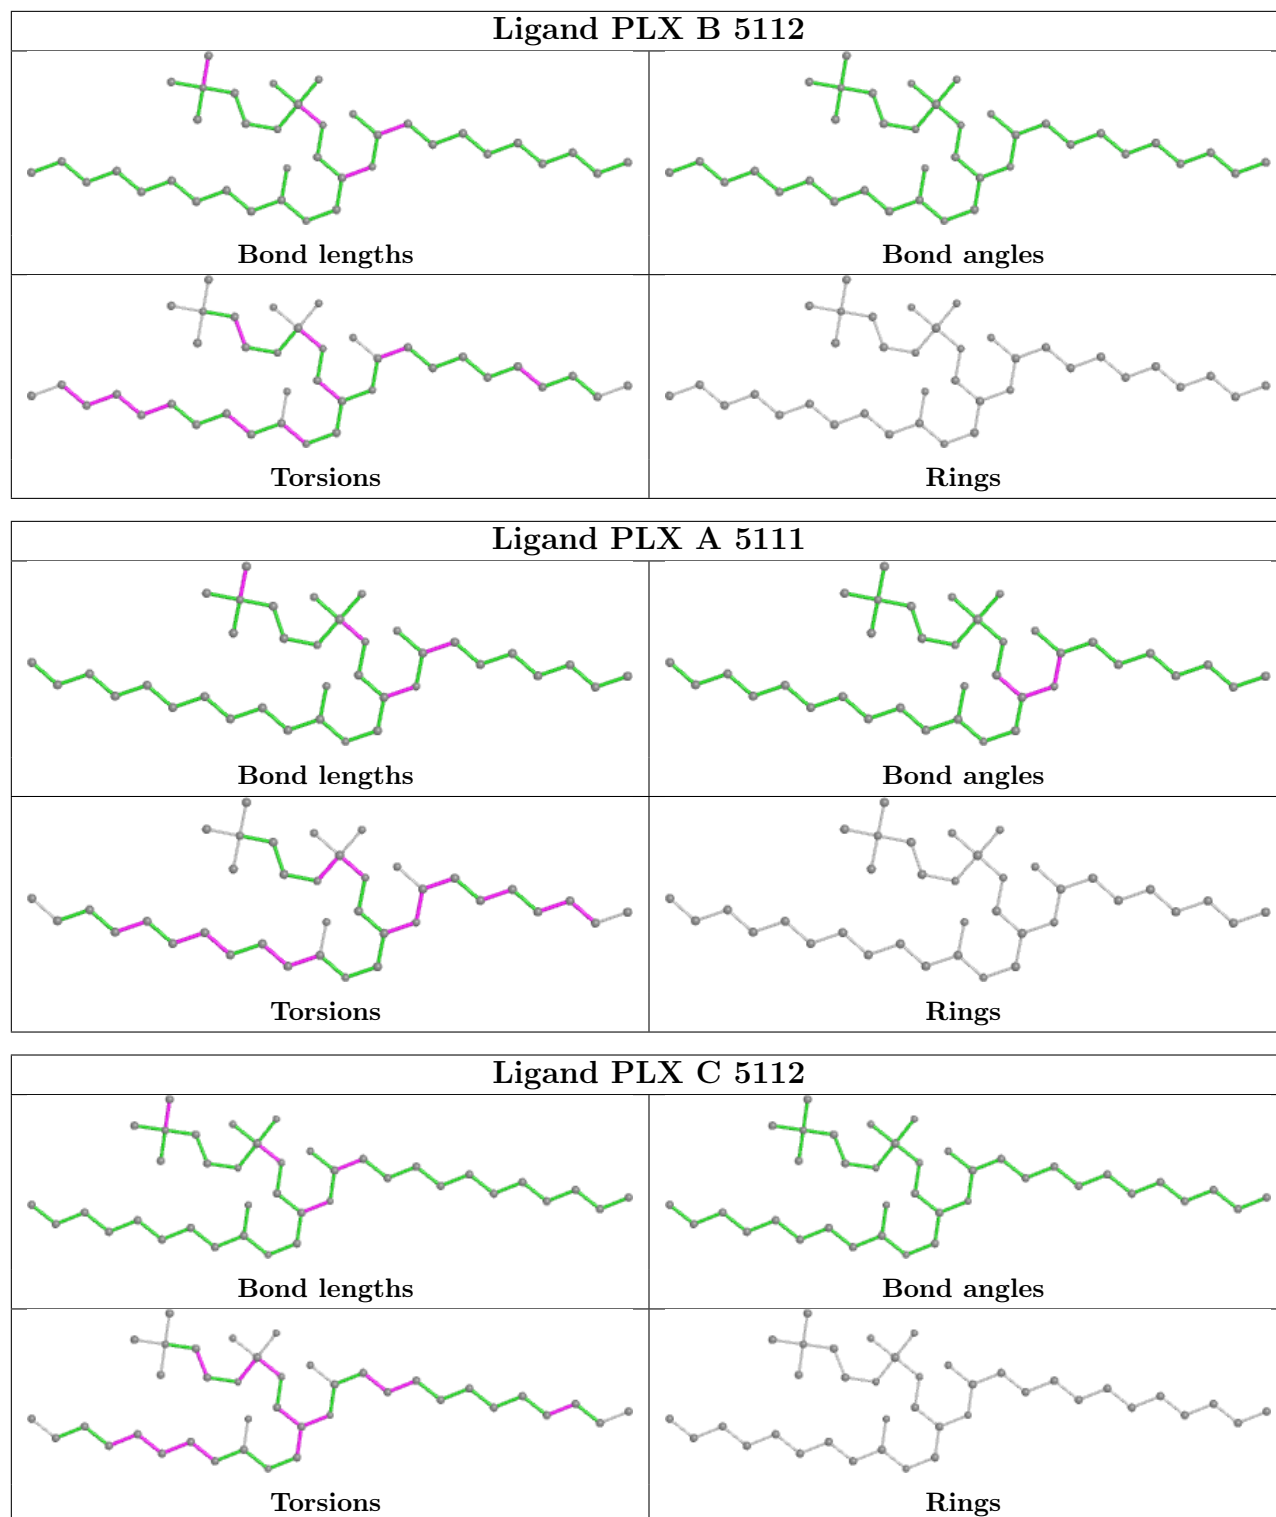 Ligand PLX B 5112
Bond lengths
Bond angles
Torsions
Rings
Ligand PLX A 5111
Bond lengths
Bond angles
Torsions
Rings
Ligand PLX C 5112
Bond lengths
Bond angles
Torsions
Rings